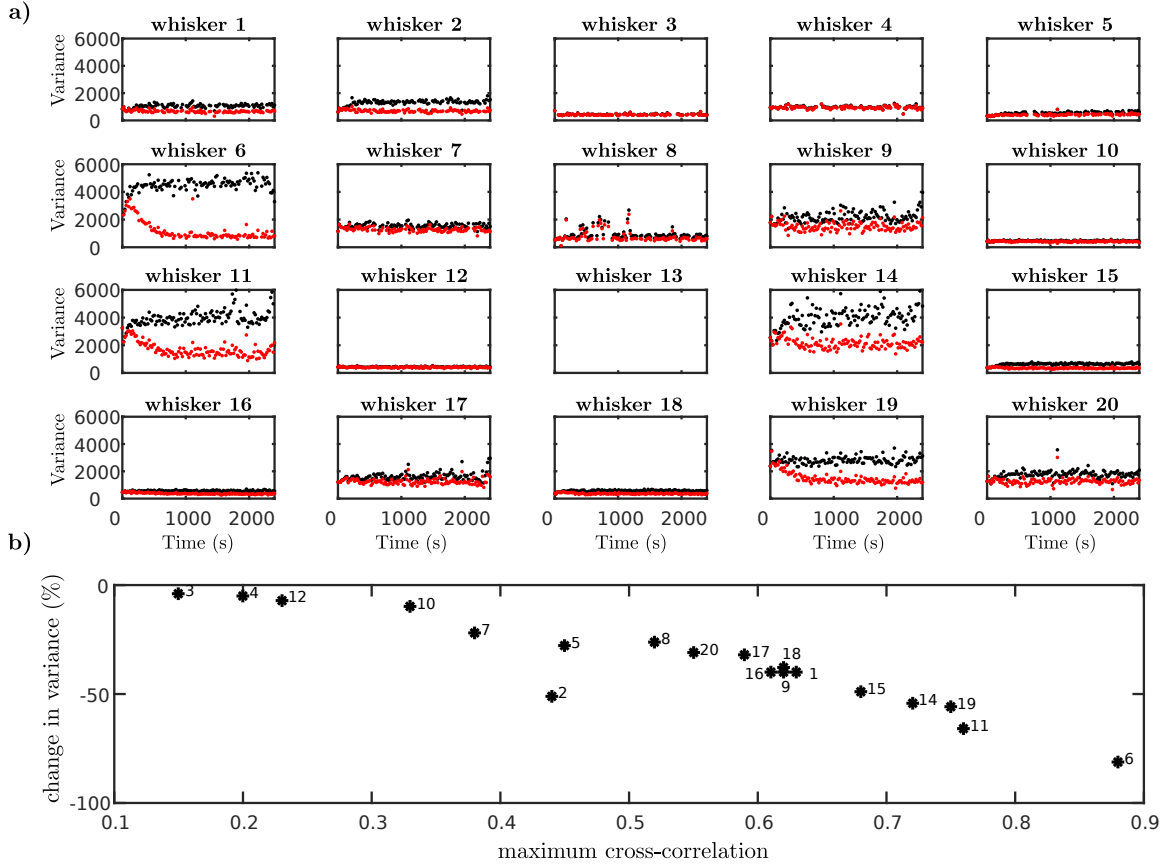 a)
whisker 1 whisker 2 whisker 3 whisker 4 whisker 5
Variance
6000
4000
2000
0
whisker 6 whisker 7 whisker 8 whisker 9 whisker 10
Variance
6000
4000
2000
0
whisker 11 whisker 12 whisker 13 whisker 14 whisker 15
Variance
6000
4000
2000
0
whisker 16 whisker 17 whisker 18 whisker 19 whisker 20
Variance
6000
4000
2000
0
0 1000 2000 0 1000 2000 0 1000 2000 0 1000 2000 0 1000 2000
Time (s) Time (s) Time (s) Time (s) Time (s)
b)
change in variance (%)
0
-50
-100
3 4 12 10 7 5 2 8 20 17 18 16 9 1 15 14 19 11 6
0.1 0.2 0.3 0.4 0.5 0.6 0.7 0.8 0.9
maximum cross-correlation